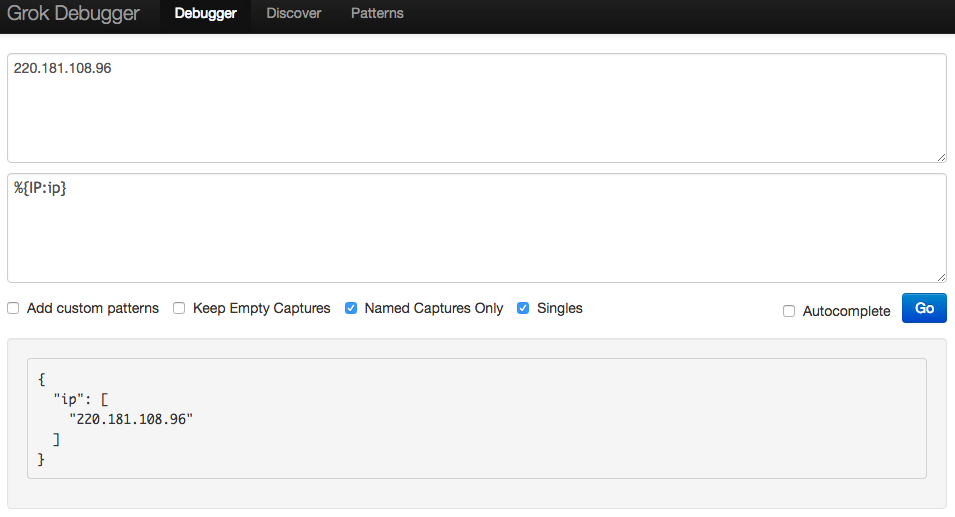 Grok Debugger Debugger Discover Patterns
220.181.108.96
%{IP:ip}
Add custom patterns Keep Empty Captures Named Captures Only Singles Autocomplete Go
{
"ip": [
"220.181.108.96"
]
}